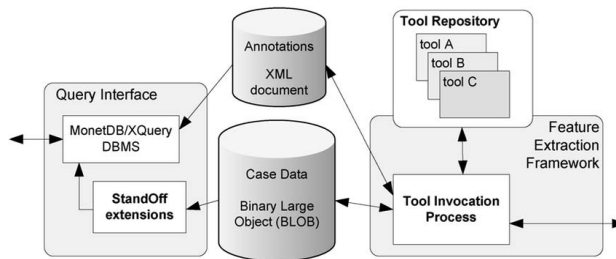 Query Interface
MonetDB/XQuery
DBMS
StandOff
extensions
Annotations
XML
document
Case Data
Binary Large
Object (BLOB)
Tool Repository
tool A
tool B
tool C
Feature
Extraction
Framework
Tool Invocation
Process